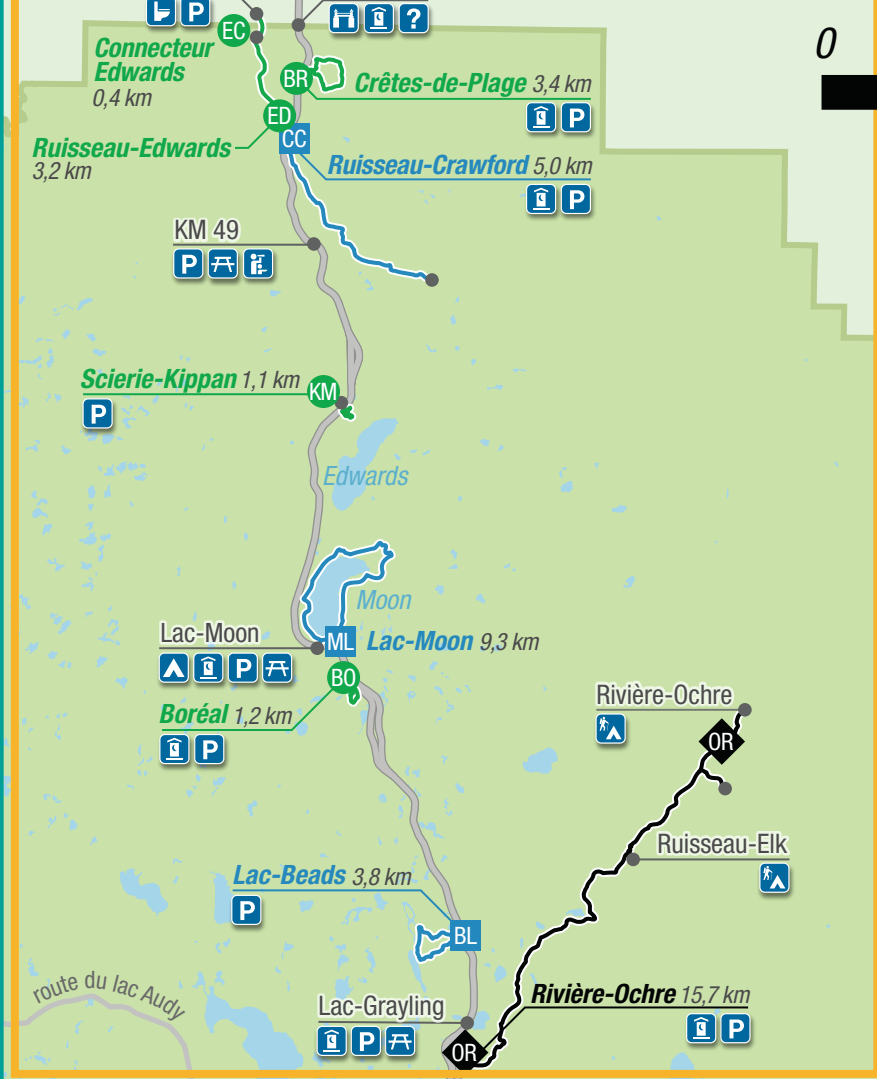 P
EC
?
0
Connecteur
Edwards
0,4 km
BR
Crêtes-de-Plage 3,4 km
P
ED
CC
Ruisseau-Edwards
3,2 km
Ruisseau-Crawford 5,0 km
P
KM 49
P
Scierie-Kippan 1,1 km
KM
P
Edwards
Moon
Lac-Moon
ML Lac-Moon 9,3 km
P
BO
Boréal 1,2 km
P
Rivière-Ochre
OR
Ruisseau-Elk
Lac-Beads 3,8 km
P
BL
route du lac Audy
Lac-Grayling
P
OR
Rivière-Ochre 15,7 km
P